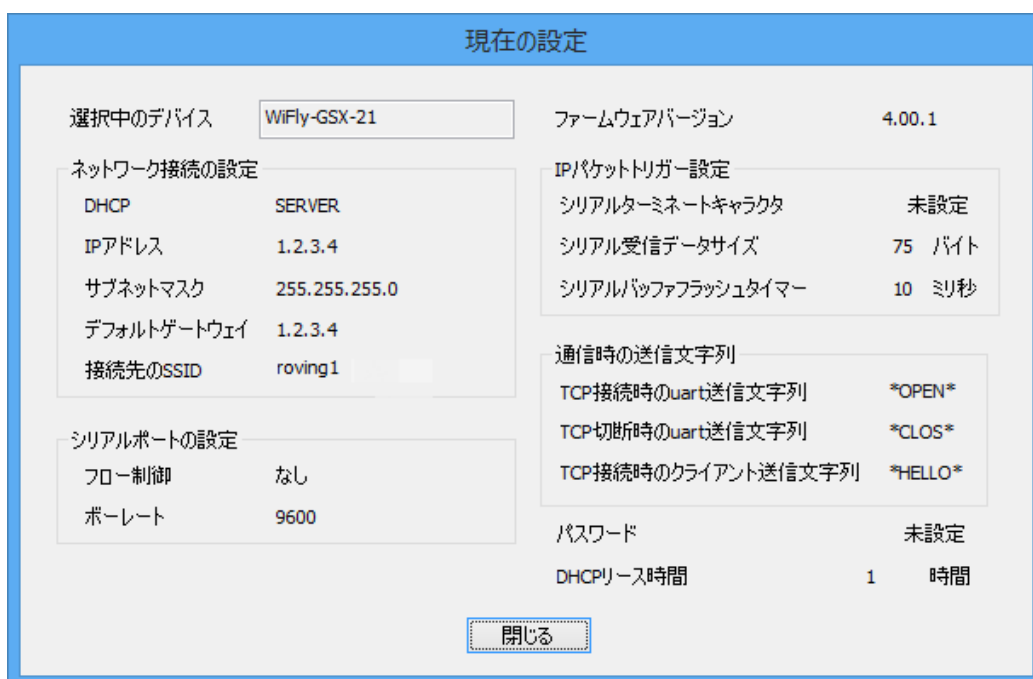 現在の設定
選択中のデバイス WiFly-GSX-21
ネットワーク接続の設定
DHCP SERVER
IPアドレス 1.2.3.4
サブネットマスク 255.255.255.0
デフォルトゲートウェイ 1.2.3.4
接続先のSSID roving1
シリアルポートの設定
フロー制御 なし
ボーレート 9600
ファームウェアバージョン 4.00.1
IPパケットトリガー設定
シリアルターミネートキャラクタ 未設定
シリアル受信データサイズ 75 バイト
シリアルバッファフラッシュタイマー 10 ミリ秒
通信時の送信文字列
TCP接続時のuart送信文字列 *OPEN*
TCP切断時のuart送信文字列 *CLOS*
TCP接続時のクライアント送信文字列 *HELLO*
パスワード 未設定
DHCPリース時間 1 時間
閉じる